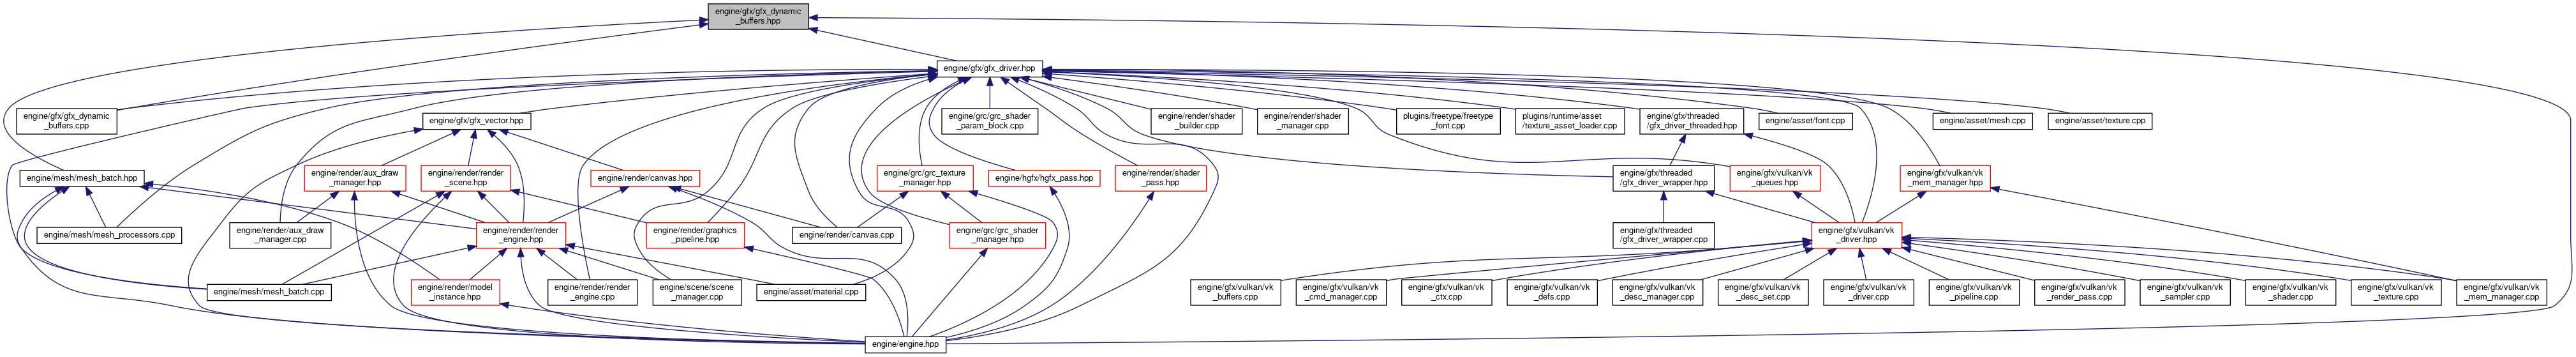 engine/gfx/gfx_dynamic
_buffers.hpp
engine/gfx/gfx_driver.hpp
engine/gfx/gfx_dynamic
_buffers.cpp
engine/gfx/gfx_vector.hpp
engine/grc/grc_shader
_param_block.cpp
engine/render/shader
_builder.cpp
engine/render/shader
_manager.cpp
plugins/freetype/freetype
_font.cpp
plugins/runtime/asset
/texture_asset_loader.cpp
engine/gfx/threaded
/gfx_driver_threaded.hpp
engine/asset/font.cpp
engine/asset/mesh.cpp
engine/asset/texture.cpp
engine/mesh/mesh_batch.hpp
engine/render/aux_draw
_manager.hpp
engine/render/render
_scene.hpp
engine/render/canvas.hpp
engine/grc/grc_texture
_manager.hpp
engine/hgfx/hgfx_pass.hpp
engine/render/shader
_pass.hpp
engine/gfx/threaded
/gfx_driver_wrapper.hpp
engine/gfx/vulkan/vk
_queues.hpp
engine/gfx/vulkan/vk
_mem_manager.hpp
engine/mesh/mesh_processors.cpp
engine/render/aux_draw
_manager.cpp
engine/render/render
_engine.hpp
engine/render/graphics
_pipeline.hpp
engine/render/canvas.cpp
engine/grc/grc_shader
_manager.hpp
engine/gfx/threaded
/gfx_driver_wrapper.cpp
engine/gfx/vulkan/vk
_driver.hpp
engine/mesh/mesh_batch.cpp
engine/render/model
_instance.hpp
engine/render/render
_engine.cpp
engine/scene/scene
_manager.cpp
engine/asset/material.cpp
engine/gfx/vulkan/vk
_buffers.cpp
engine/gfx/vulkan/vk
_cmd_manager.cpp
engine/gfx/vulkan/vk
_ctx.cpp
engine/gfx/vulkan/vk
_defs.cpp
engine/gfx/vulkan/vk
_desc_manager.cpp
engine/gfx/vulkan/vk
_desc_set.cpp
engine/gfx/vulkan/vk
_driver.cpp
engine/gfx/vulkan/vk
_pipeline.cpp
engine/gfx/vulkan/vk
_render_pass.cpp
engine/gfx/vulkan/vk
_sampler.cpp
engine/gfx/vulkan/vk
_shader.cpp
engine/gfx/vulkan/vk
_texture.cpp
engine/gfx/vulkan/vk
_mem_manager.cpp
engine/engine.hpp